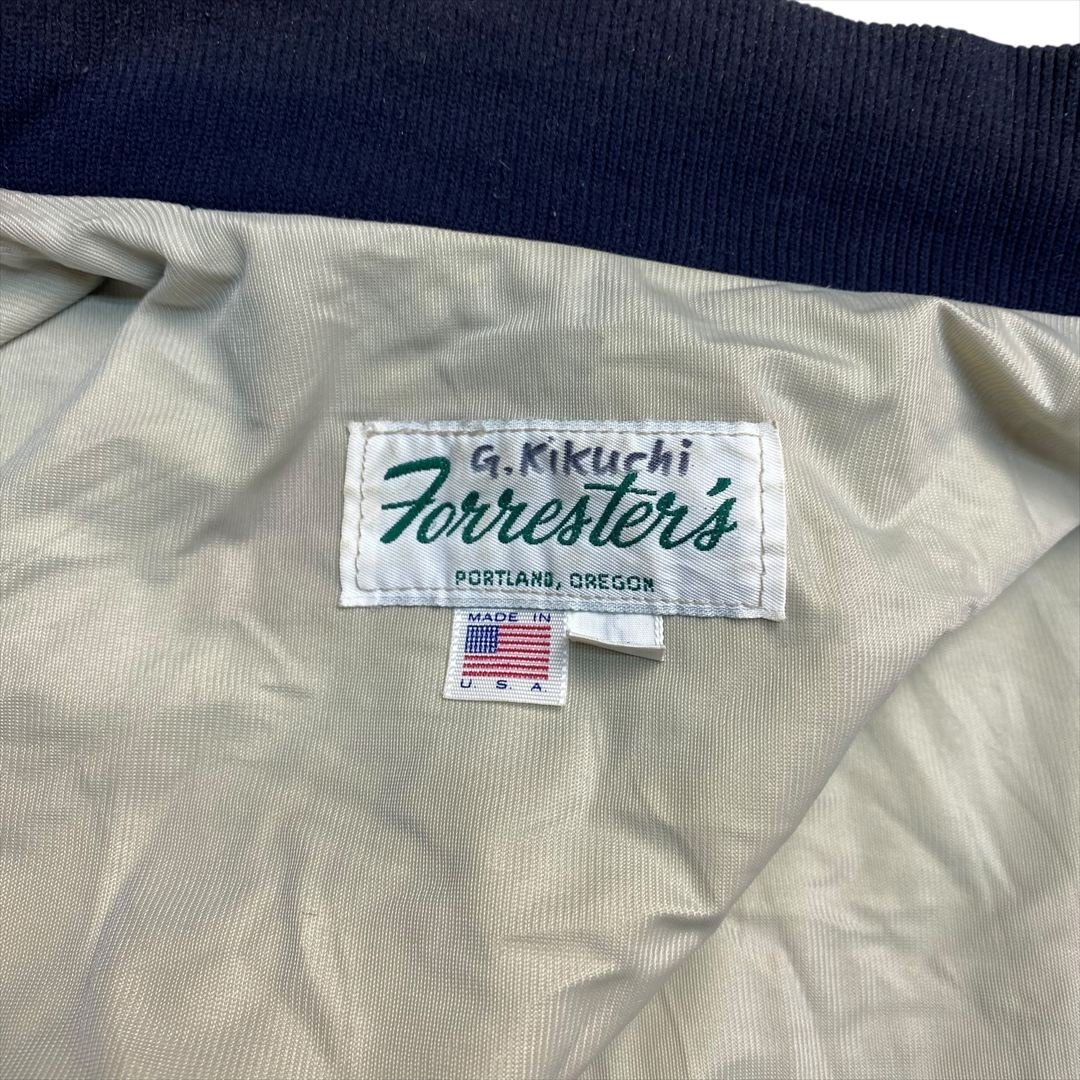 G. Kikuchi
Forrester's
PORTLAND, OREGON
MADE IN
U. S. A.